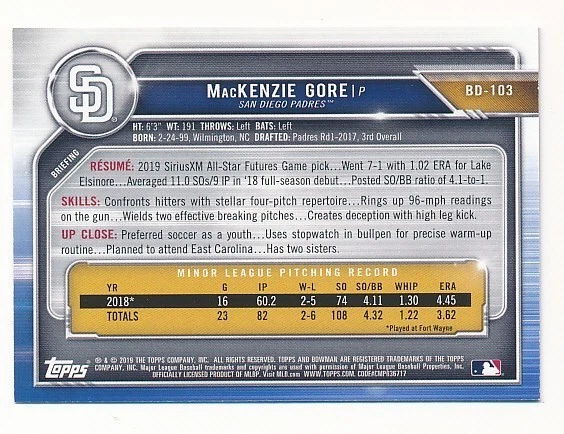 SD
MACKENZIE GORE | P
SAN DIEGO PADRES™
BD-103
HT: 6'3" WT: 191 THROWS: Left BATS: Left
BORN: 2-24-99, Wilmington, NC DRAFTED: Padres Rd1-2017, 3rd Overall
BRIEFING
RÉSUMÉ: 2019 SiriusXM All-Star Futures Game pick...Went 7-1 with 1.02 ERA for Lake
Elsinore...Averaged 11.0 SOs/9 IP in '18 full-season debut...Posted SO/BB ratio of 4.1-to-1.
SKILLS: Confronts hitters with stellar four-pitch repertoire...Rings up 96-mph readings
on the gun...Wields two effective breaking pitches...Creates deception with high leg kick.
UP CLOSE: Preferred soccer as a youth...Uses stopwatch in bullpen for precise warm-up
routine...Planned to attend East Carolina...Has two sisters.
MINOR LEAGUE PITCHING RECORD
YR G IP W-L SO SO/BB WHIP ERA
2018* 16 60.2 2-5 74 4.11 1.30 4.45
TOTALS 23 82 2-6 108 4.32 1.22 3.62
*Played at Fort Wayne
Topps
® & © 2019 THE TOPPS COMPANY, INC. ALL RIGHTS RESERVED. TOPPS AND BOWMAN ARE REGISTERED TRADEMARKS OF THE TOPPS
COMPANY, INC. Major League Baseball trademarks and copyrights are used with permission of Major League Baseball Properties, Inc.
OFFICIALLY LICENSED PRODUCT OF MLBP. Visit MLB.com WWW.TOPPS.COM. CODE#CMP036717